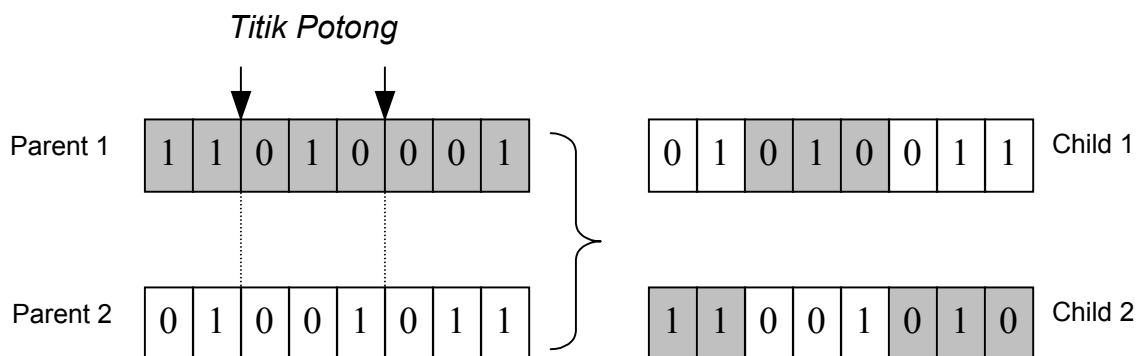 Titik Potong
Parent 1 1 1 0 1 0 0 0 1
0 1 0 1 0 0 1 1 Child 1
Parent 2 0 1 0 0 1 0 1 1
1 1 0 0 1 0 1 0 Child 2